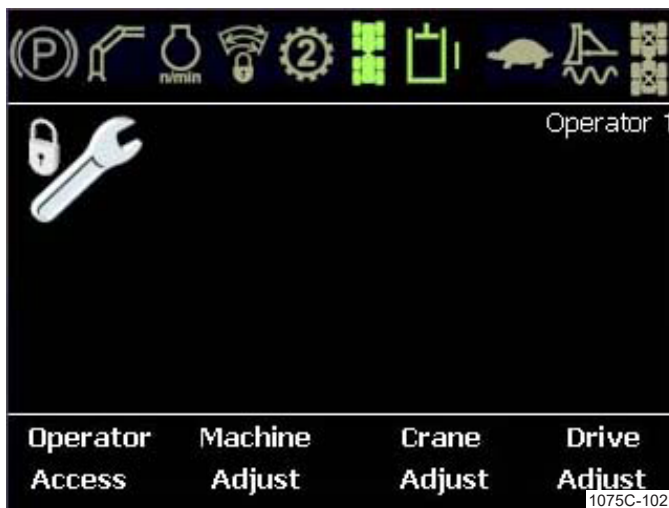 (P)
n/min
2
Operator 1
Operator Machine Crane Drive
Access Adjust Adjust Adjust
1075C-102